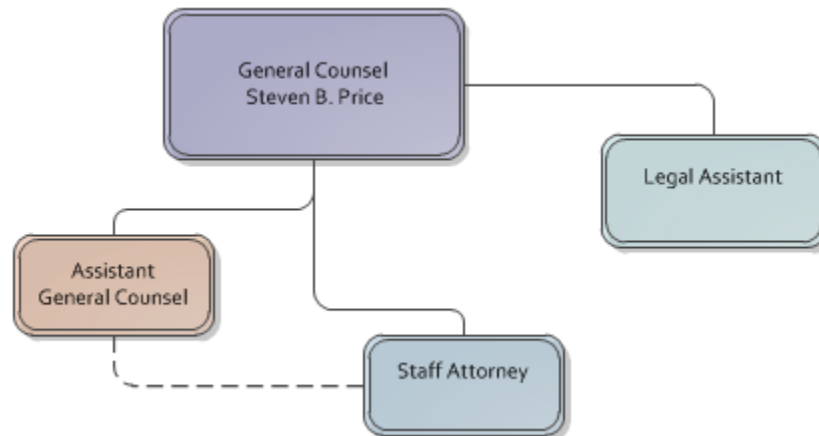 General Counsel
Steven B. Price
Legal Assistant
Assistant
General Counsel
Staff Attorney